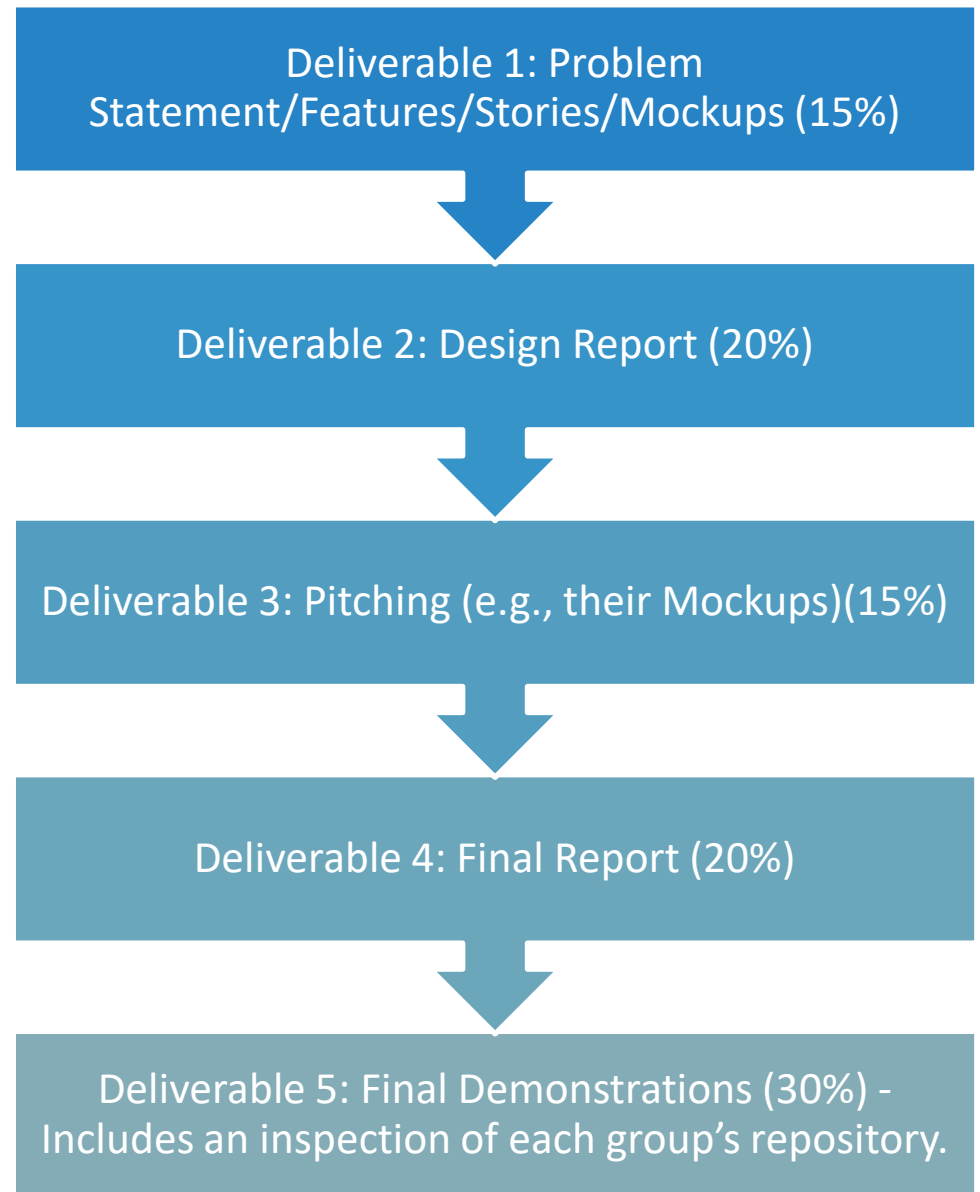 Deliverable 1: Problem
Statement/Features/Stories/Mockups (15%)
Deliverable 2: Design Report (20%)
Deliverable 3: Pitching (e.g., their Mockups)(15%)
Deliverable 4: Final Report (20%)
Deliverable 5: Final Demonstrations (30%) -
Includes an inspection of each group’s repository.